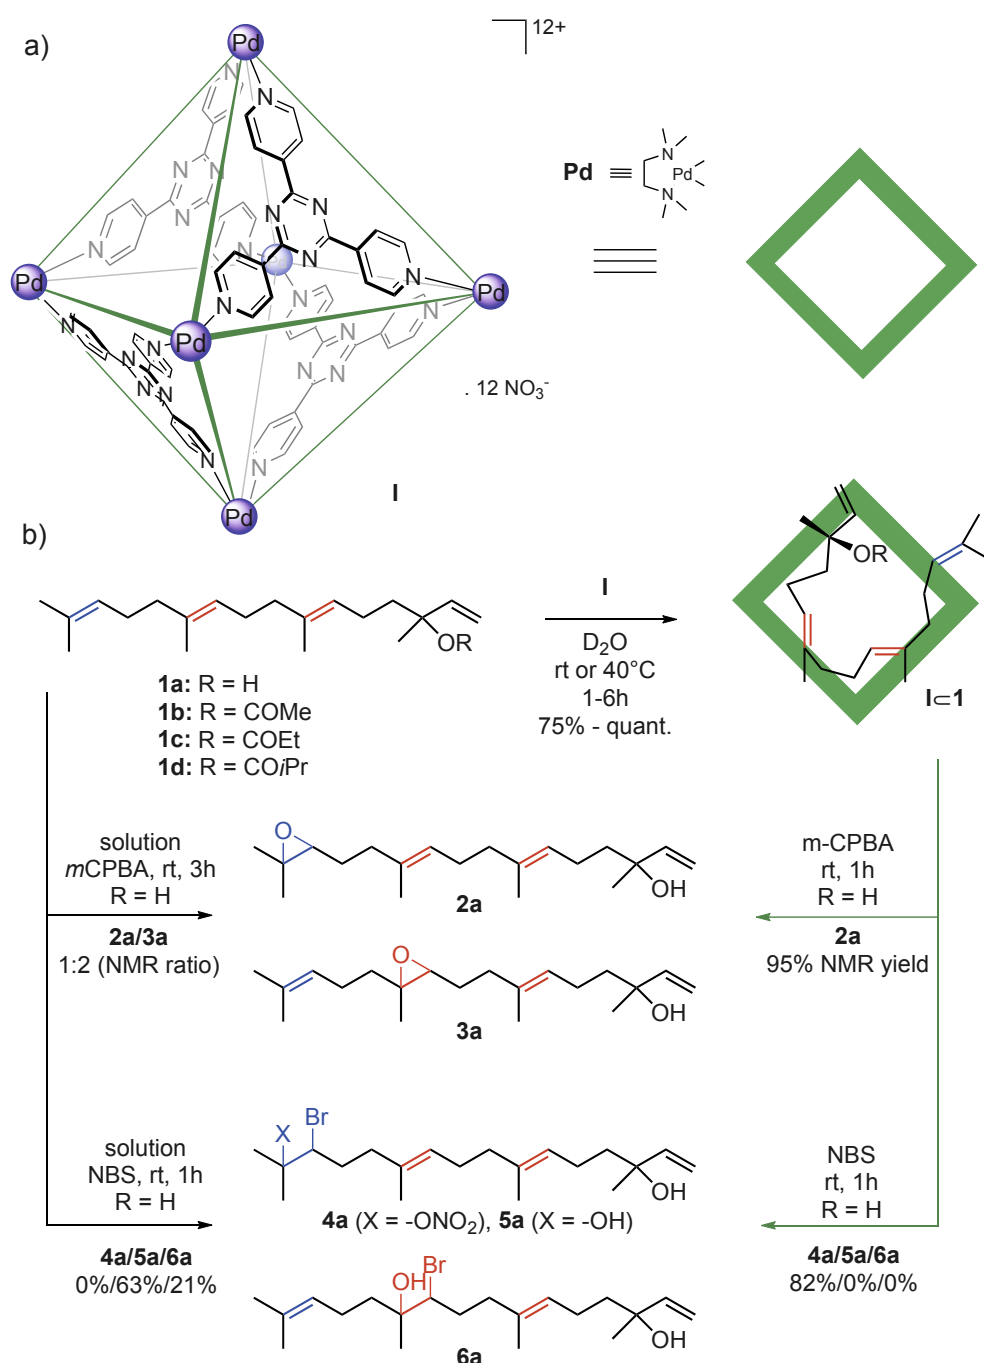 a)
Pd
12+
N
N
N
N
N
N
N
N
N
Pd ≡
N
Pd
N
Pd
N
N
N
N
Pd
Pd
N
N
N
N
N
N
N
N
N
. 12 NO3-
N
N
Pd
I
b)
OR
I
D2O
rt or 40°C
1-6h
75% - quant.
OR
I⊂1
1a: R = H
1b: R = COMe
1c: R = COEt
1d: R = COiPr
solution
mCPBA, rt, 3h
R = H
2a/3a
1:2 (NMR ratio)
O
OH
2a
O
OH
3a
m-CPBA
rt, 1h
R = H
2a
95% NMR yield
solution
NBS, rt, 1h
R = H
4a/5a/6a
0%/63%/21%
X
Br
OH
4a (X = -ONO2), 5a (X = -OH)
OH
Br
OH
6a
NBS
rt, 1h
R = H
4a/5a/6a
82%/0%/0%